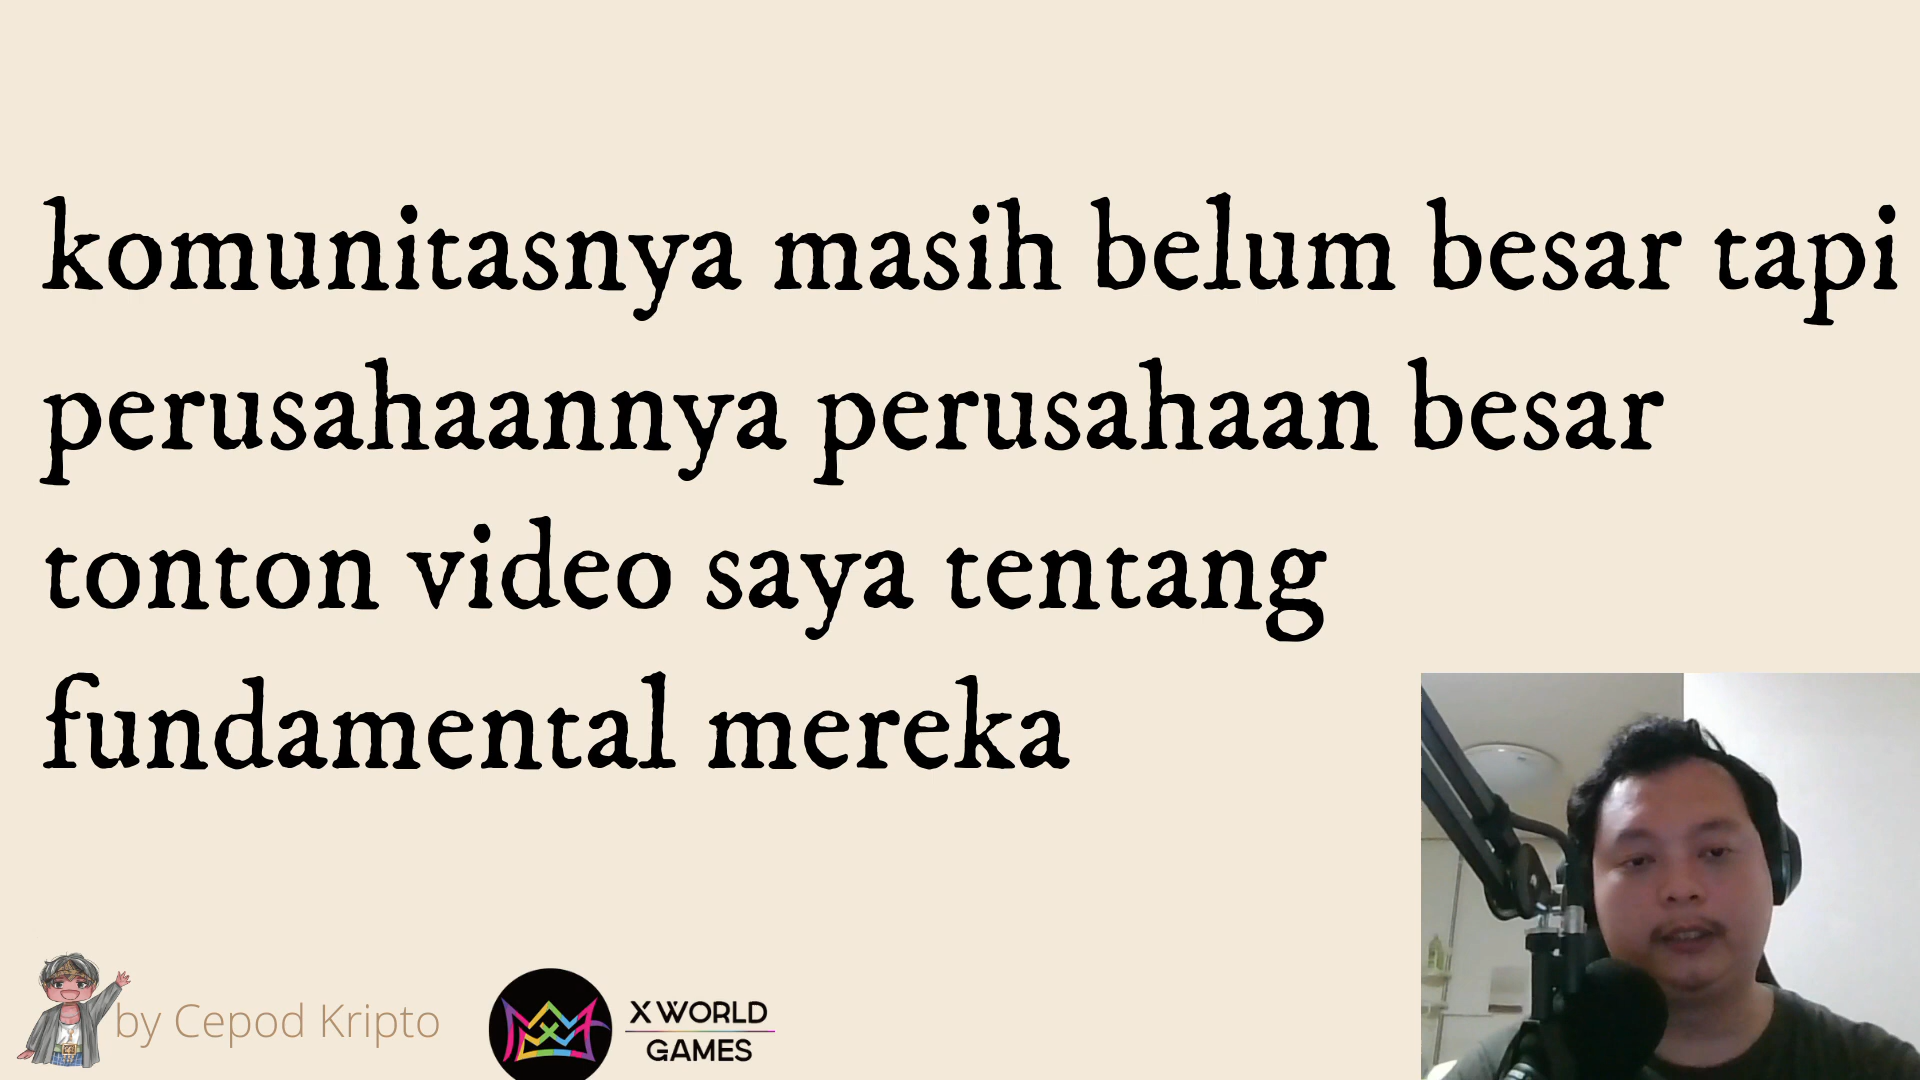 komunitasnya masih belum besar tapi
perusahaannya perusahaan besar
tonton video saya tentang
fundamental mereka
by Cepod Kripto
X WORLD
GAMES